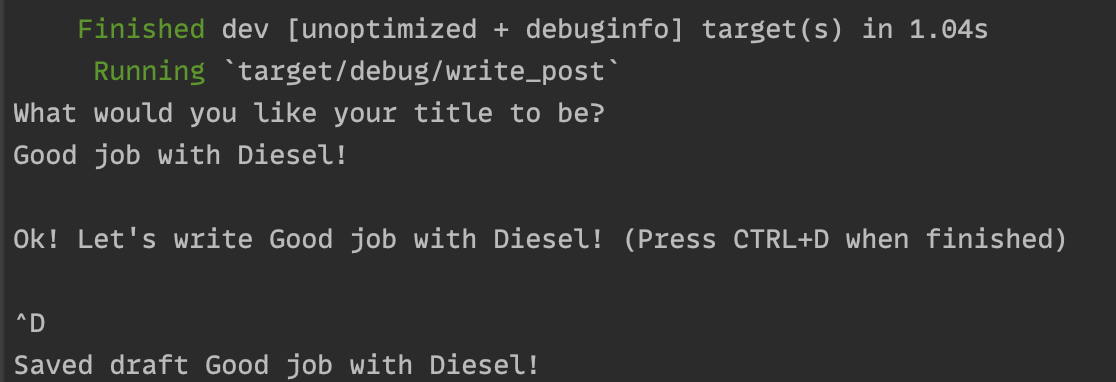 Finished dev [unoptimized + debuginfo] target(s) in 1.04s
Running `target/debug/write_post`
What would you like your title to be?
Good job with Diesel!
Ok! Let's write Good job with Diesel! (Press CTRL+D when finished)
^D
Saved draft Good job with Diesel!